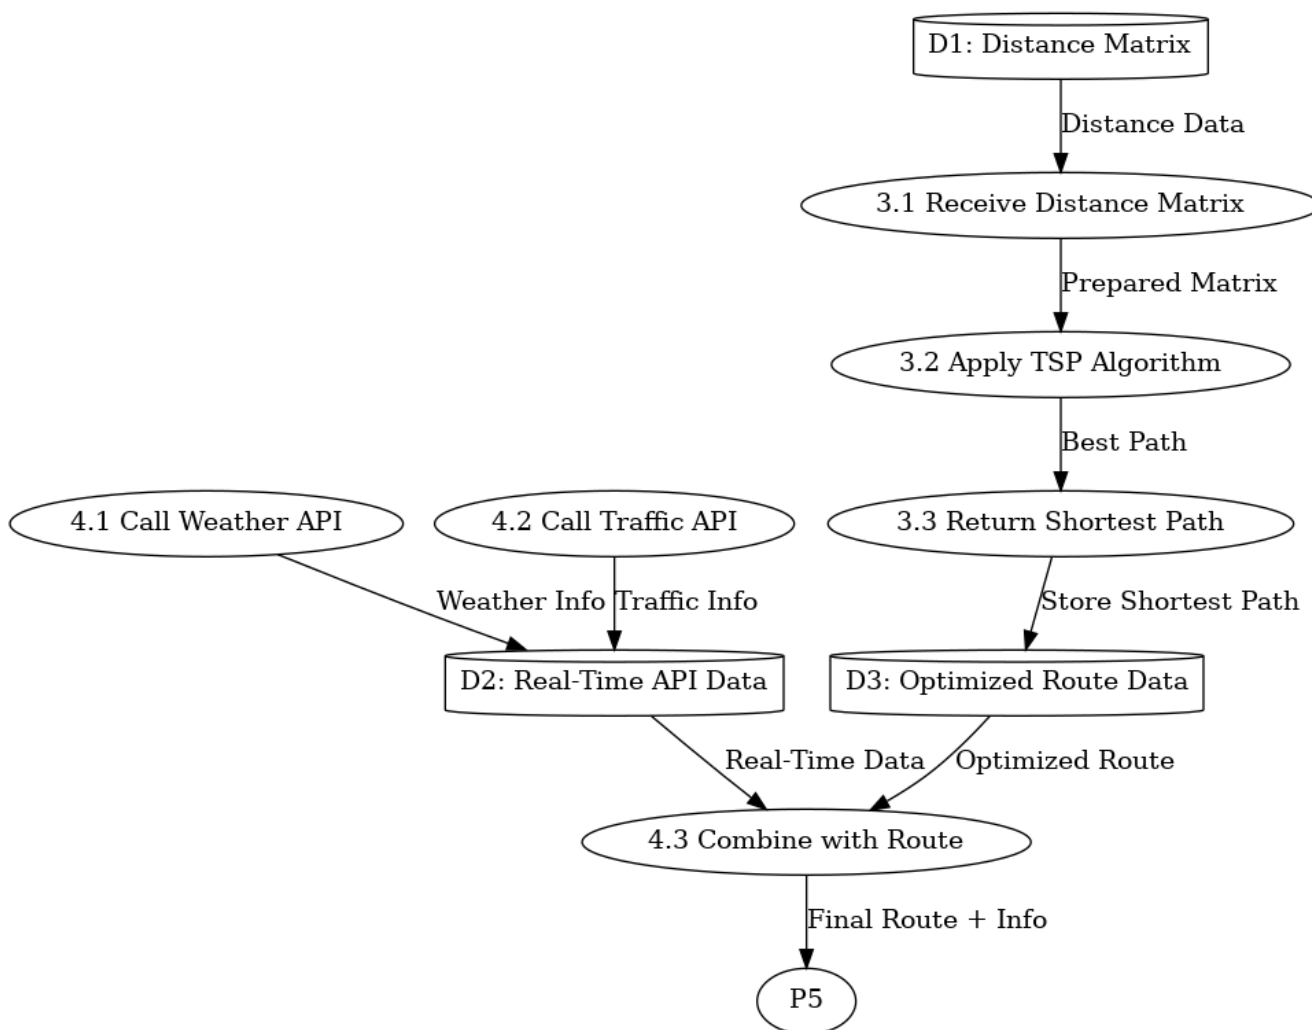 D1: Distance Matrix
Distance Data
3.1 Receive Distance Matrix
Prepared Matrix
3.2 Apply TSP Algorithm
Best Path
4.1 Call Weather API
4.2 Call Traffic API
3.3 Return Shortest Path
Weather Info
Traffic Info
Store Shortest Path
D2: Real-Time API Data
D3: Optimized Route Data
Real-Time Data
Optimized Route
4.3 Combine with Route
Final Route + Info
P5